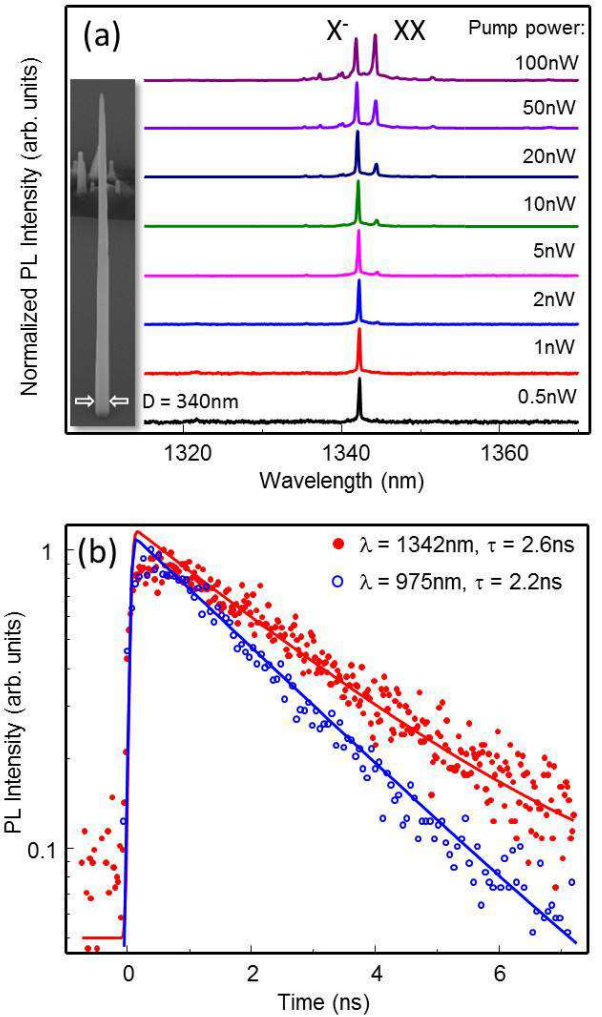 (a)
X⁻ XX
Pump power:
100nW
50nW
20nW
10nW
5nW
2nW
1nW
0.5nW
D = 340nm
Normalized PL Intensity (arb. units)
1320 1340 1360
Wavelength (nm)
(b)
λ = 1342nm, τ = 2.6ns
λ = 975nm, τ = 2.2ns
1
0.1
PL Intensity (arb. units)
0 2 4 6
Time (ns)